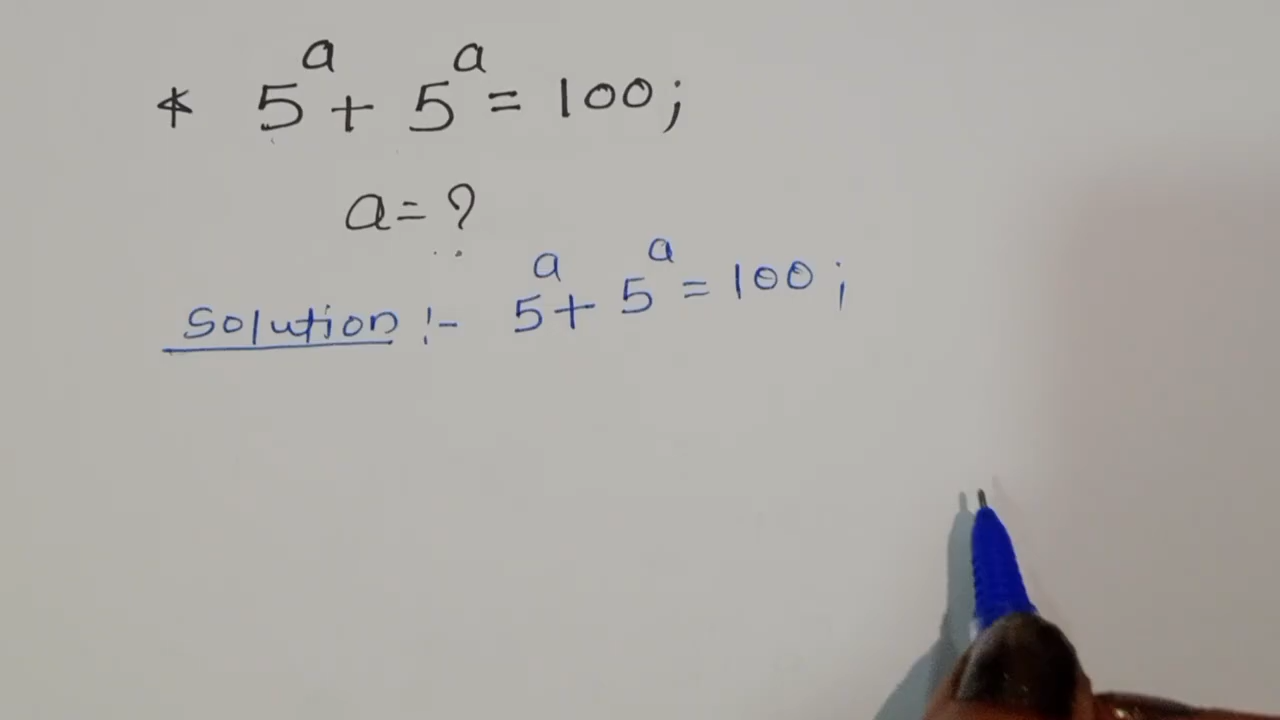 * 5^a + 5^a = 100;
a = ?
Solution :- 5^a + 5^a = 100;